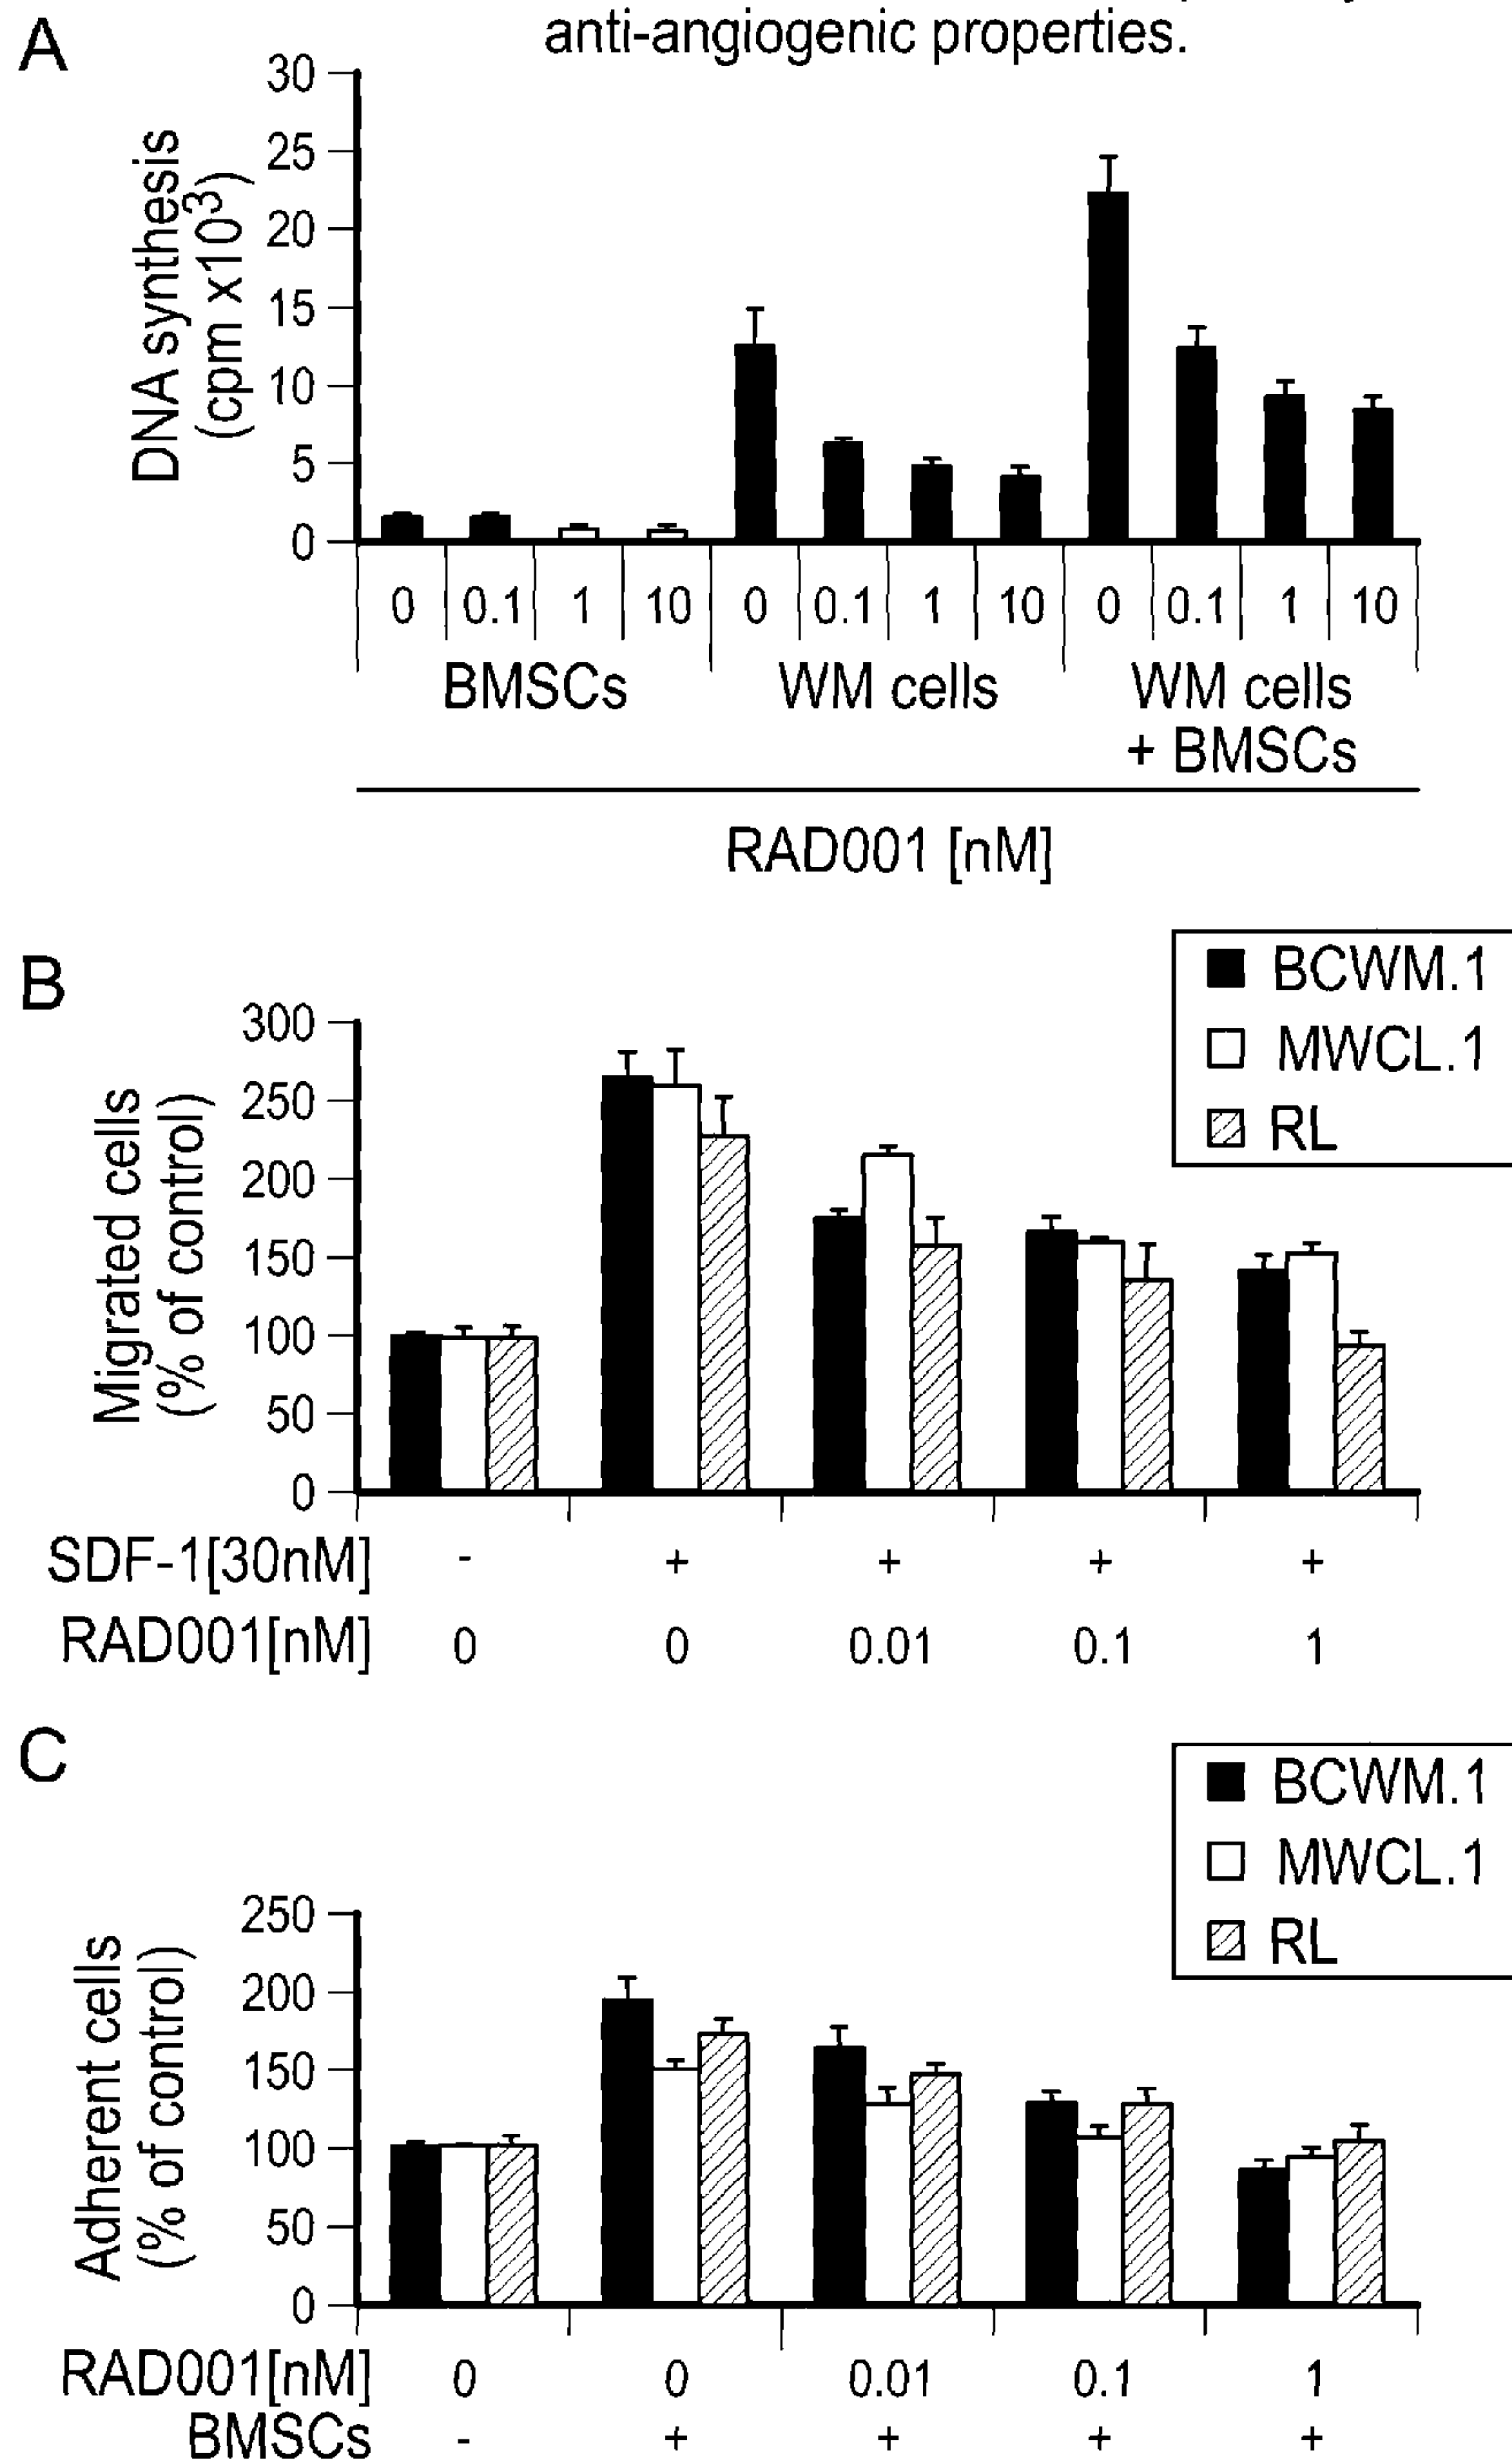 anti-angiogenic properties.
A
DNA synthesis
(cpm x10³)
30
25
20
15
10
5
0
0 0.1 1 10 0 0.1 1 10 0 0.1 1 10
BMSCs WM cells WM cells
+ BMSCs
RAD001 [nM]
B
BCWM.1
MWCL.1
RL
Migrated cells
(% of control)
300
250
200
150
100
50
0
SDF-1[30nM] - + + + +
RAD001[nM] 0 0 0.01 0.1 1
C
BCWM.1
MWCL.1
RL
Adherent cells
(% of control)
250
200
150
100
50
0
RAD001[nM] 0 0 0.01 0.1 1
BMSCs - + + + +